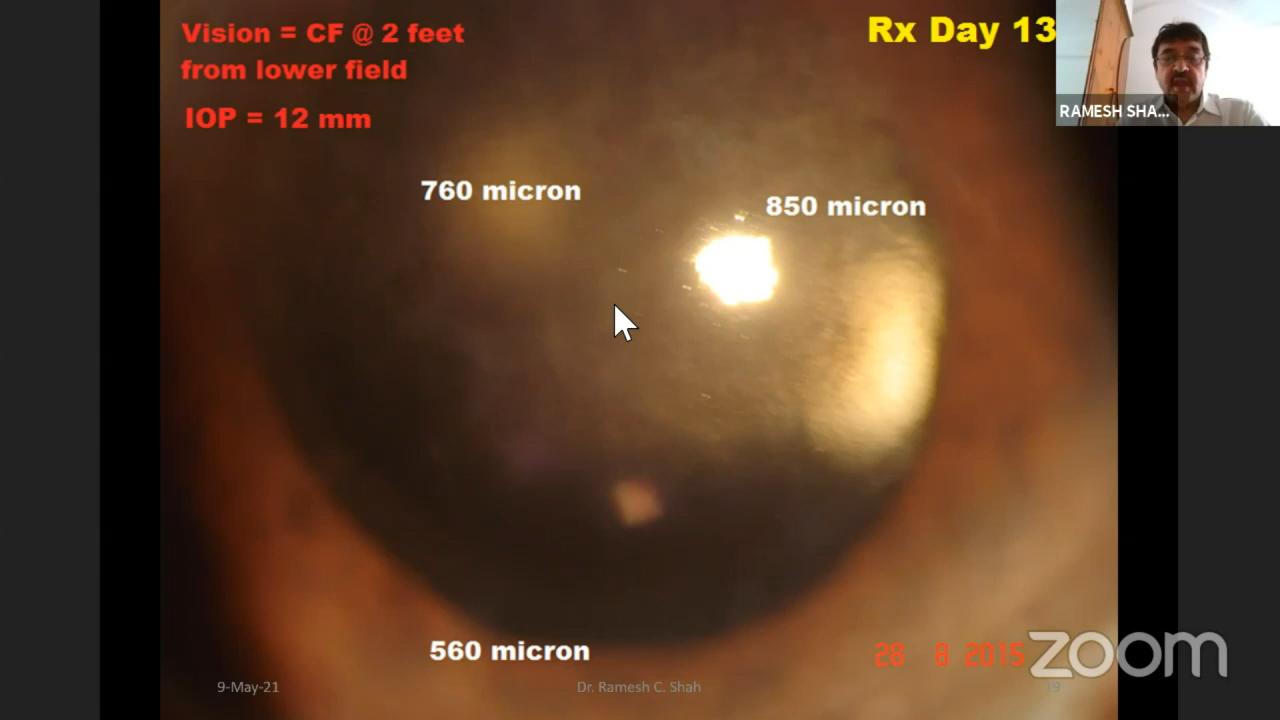 Vision = CF @ 2 feet
from lower field
IOP = 12 mm
Rx Day 13
RAMESH SHA...
760 micron
850 micron
560 micron
28 8 2015
zoom
9-May-21
Dr. Ramesh C. Shah
19